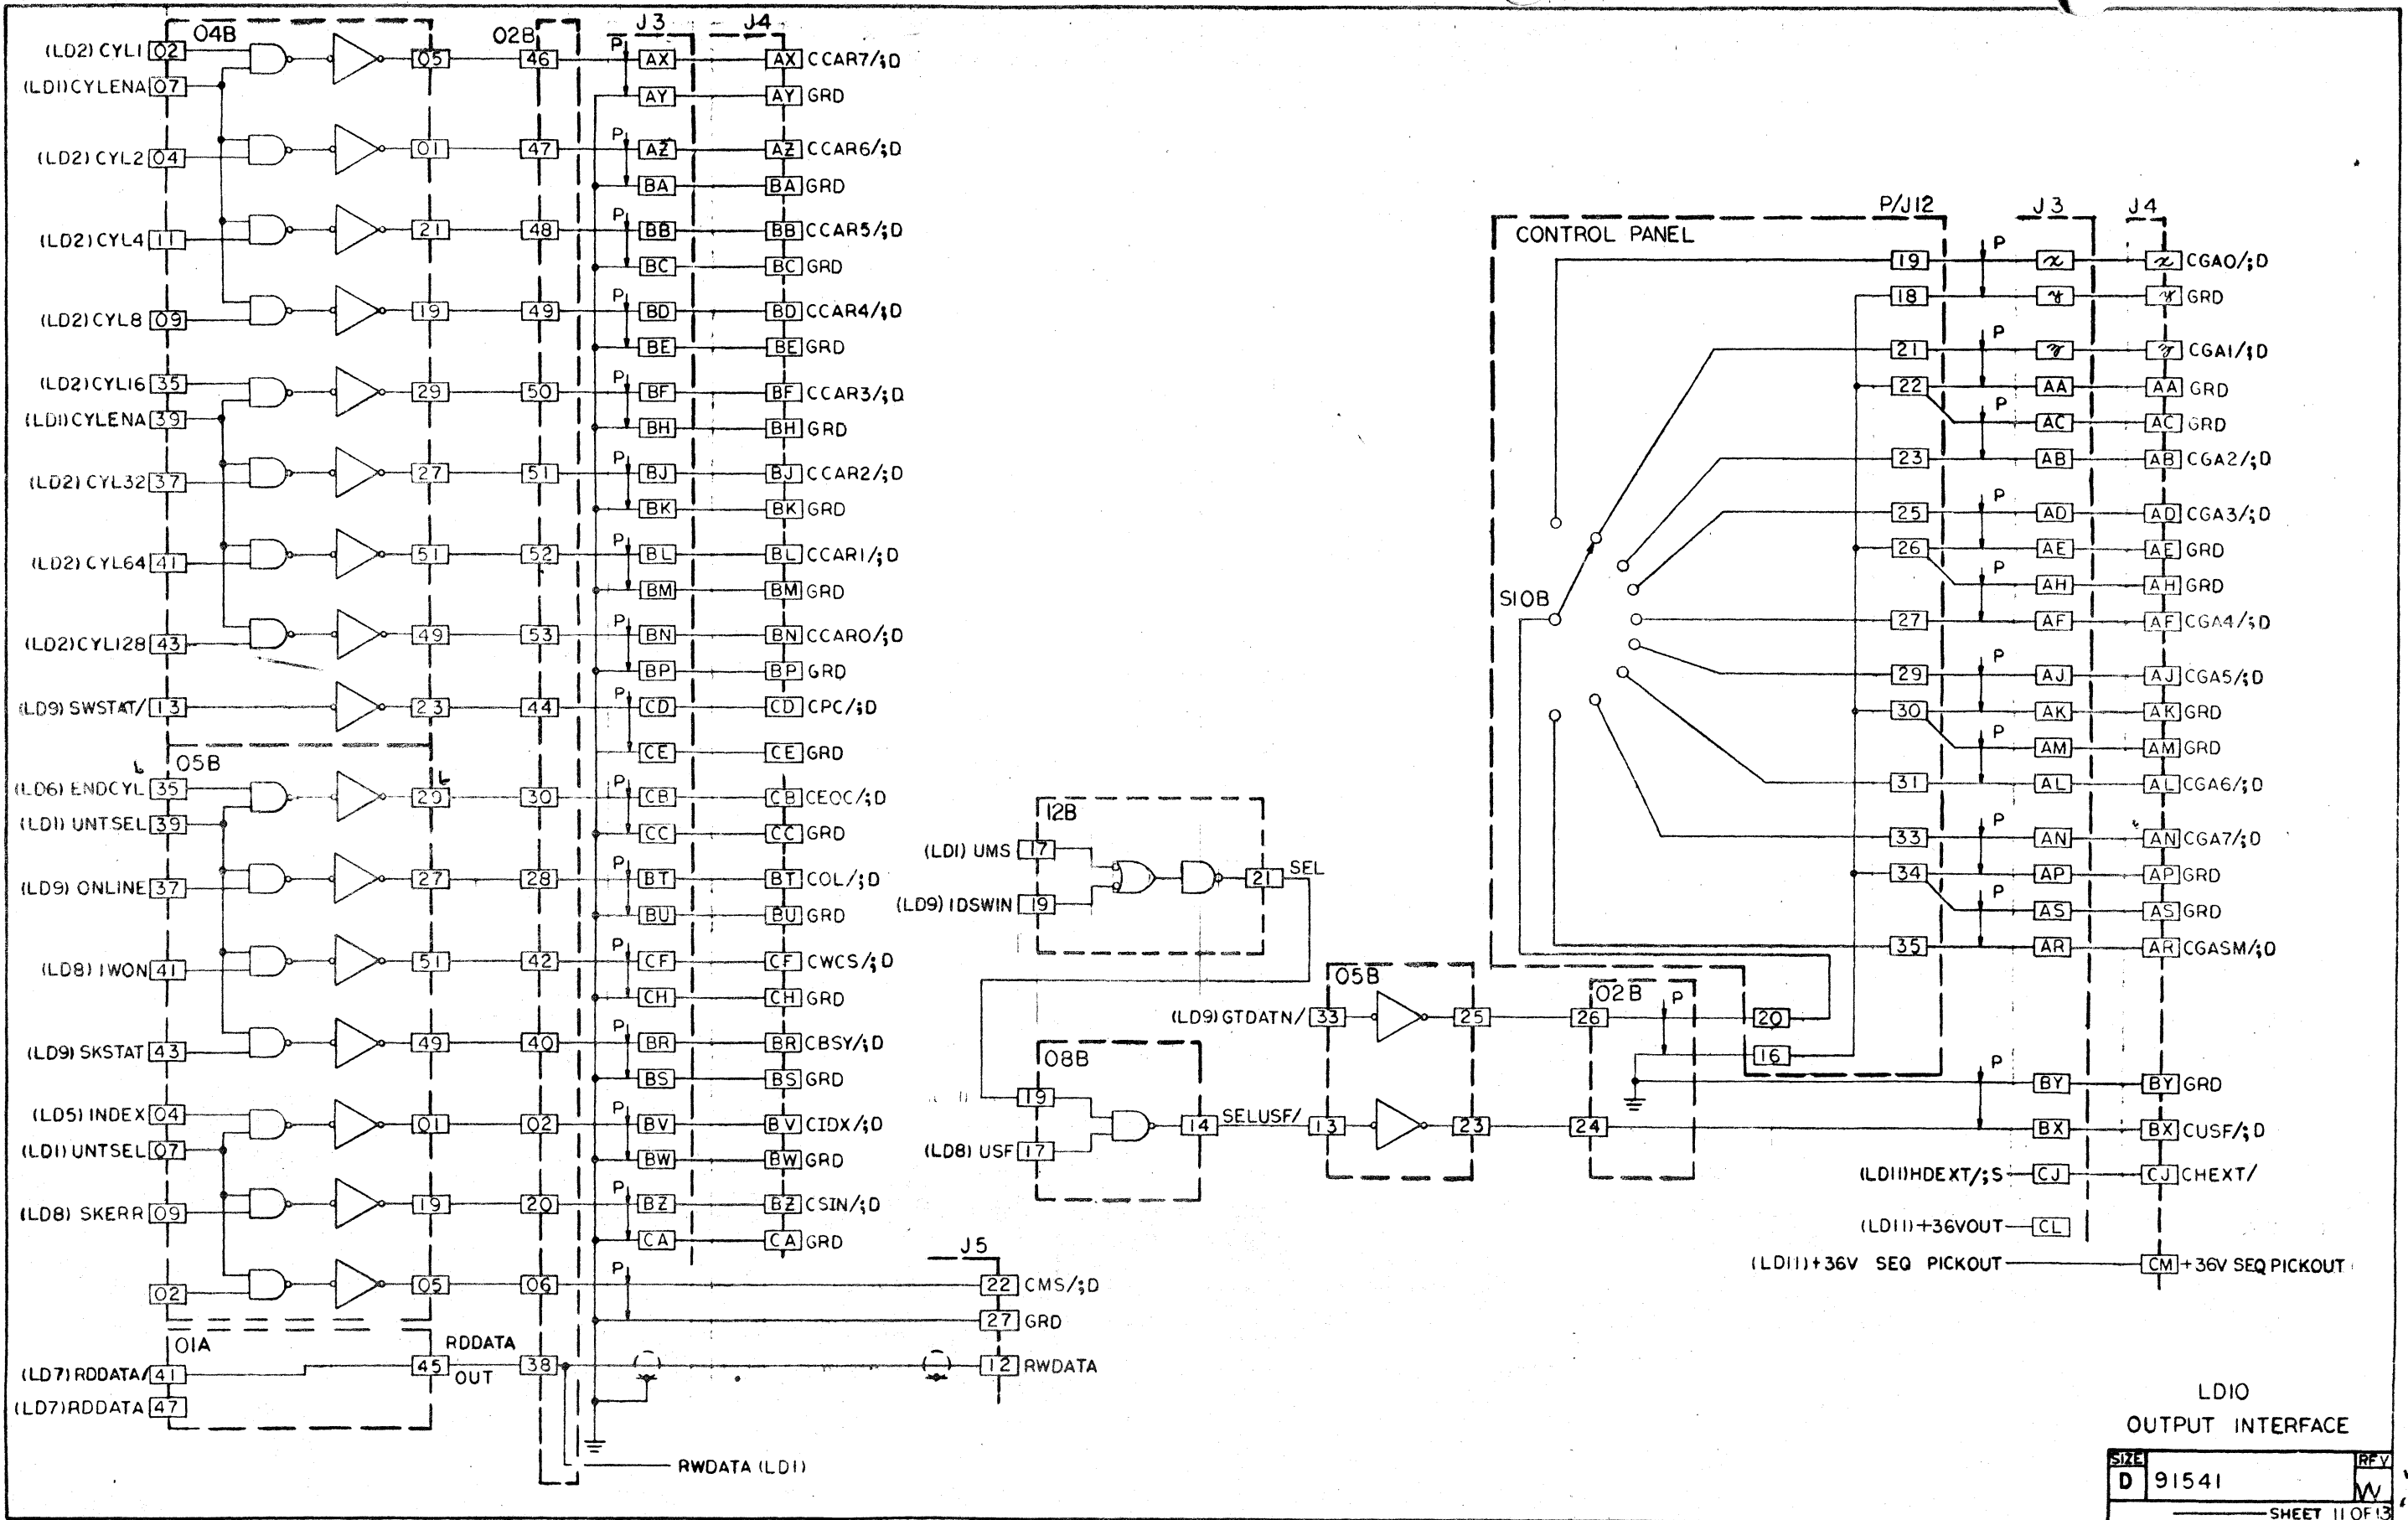 04B 02B J3 J4
(LD2) CYL1 02 05 46 P AX AX CCAR7/;D
(LD1) CYLENA 07 AY AY GRD
(LD2) CYL2 04 01 47 P AZ AZ CCAR6/;D
BA BA GRD
(LD2) CYL4 11 21 48 P BB BB CCAR5/;D
BC BC GRD
(LD2) CYL8 09 19 49 P BD BD CCAR4/;D
BE BE GRD
(LD2) CYL16 35 29 50 P BF BF CCAR3/;D
(LD1) CYLENA 39 BH BH GRD
(LD2) CYL32 37 27 51 P BJ BJ CCAR2/;D
BK BK GRD
(LD2) CYL64 41 51 52 P BL BL CCAR1/;D
BM BM GRD
(LD2) CYL128 43 49 53 P BN BN CCAR0/;D
BP BP GRD
(LD9) SWSTAT/ 13 23 44 P CD CD CPC/;D
CE CE GRD
05B
(LD6) ENDCYL 35 29 30 P CB CB CEOC/;D
(LD1) UNTSEL 39 CC CC GRD
(LD9) ONLINE 37 27 28 P BT BT COL/;D
BU BU GRD
(LD8) IWON 41 51 42 P CF CF CWCS/;D
CH CH GRD
(LD9) SKSTAT 43 49 40 P BR BR CBSY/;D
BS BS GRD
(LD5) INDEX 04 01 02 P BV BV CIDX/;D
(LD1) UNTSEL 07 BW BW GRD
(LD8) SKERR 09 19 20 P BZ BZ CSIN/;D
CA CA GRD
J5
02 05 06 P 22 CMS/;D
27 GRD
01A
(LD7) RDDATA/ 41 45 RDDATA OUT 38 12 RWDATA
(LD7) RDDATA 47
RWDATA (LD1)
12B
(LD1) UMS 17
21 SEL
(LD9) IDSWIN 19
08B
19
14 SELUSF/
(LD8) USF 17
05B 02B
(LD9) GTDATN/ 33 25 26 P 20
16
13 23 24
CONTROL PANEL P/J12 J3 J4
S10B
19 P x x CGA0/;D
18 y y GRD
21 P z z CGA1/;D
22 AA AA GRD
P AC AC GRD
23 AB AB CGA2/;D
25 P AD AD CGA3/;D
26 AE AE GRD
P AH AH GRD
27 AF AF CGA4/;D
29 P AJ AJ CGA5/;D
30 AK AK GRD
P AM AM GRD
31 AL AL CGA6/;D
33 P AN AN CGA7/;D
34 AP AP GRD
P AS AS GRD
35 AR AR CGASM/;D
P BY BY GRD
BX BX CUSF/;D
(LD11) HDEXT/;S CJ CJ CHEXT/
(LD11) +36VOUT CL
(LD11) +36V SEQ PICKOUT CM +36V SEQ PICKOUT
LD10
OUTPUT INTERFACE
SIZE REV
D 91541 W
SHEET 11 OF 13